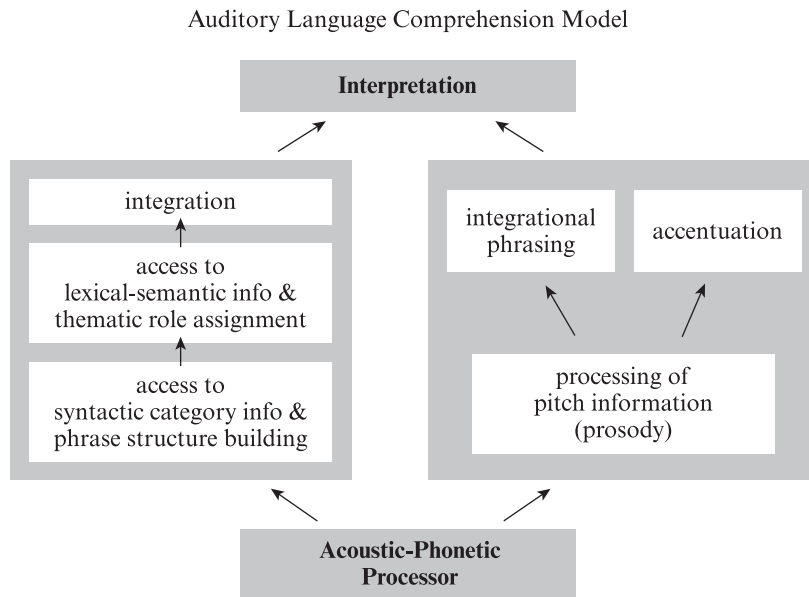 Auditory Language Comprehension Model
Interpretation
integration
access to
lexical-semantic info &
thematic role assignment
access to
syntactic category info &
phrase structure building
integrational
phrasing
accentuation
processing of
pitch information
(prosody)
Acoustic-Phonetic
Processor